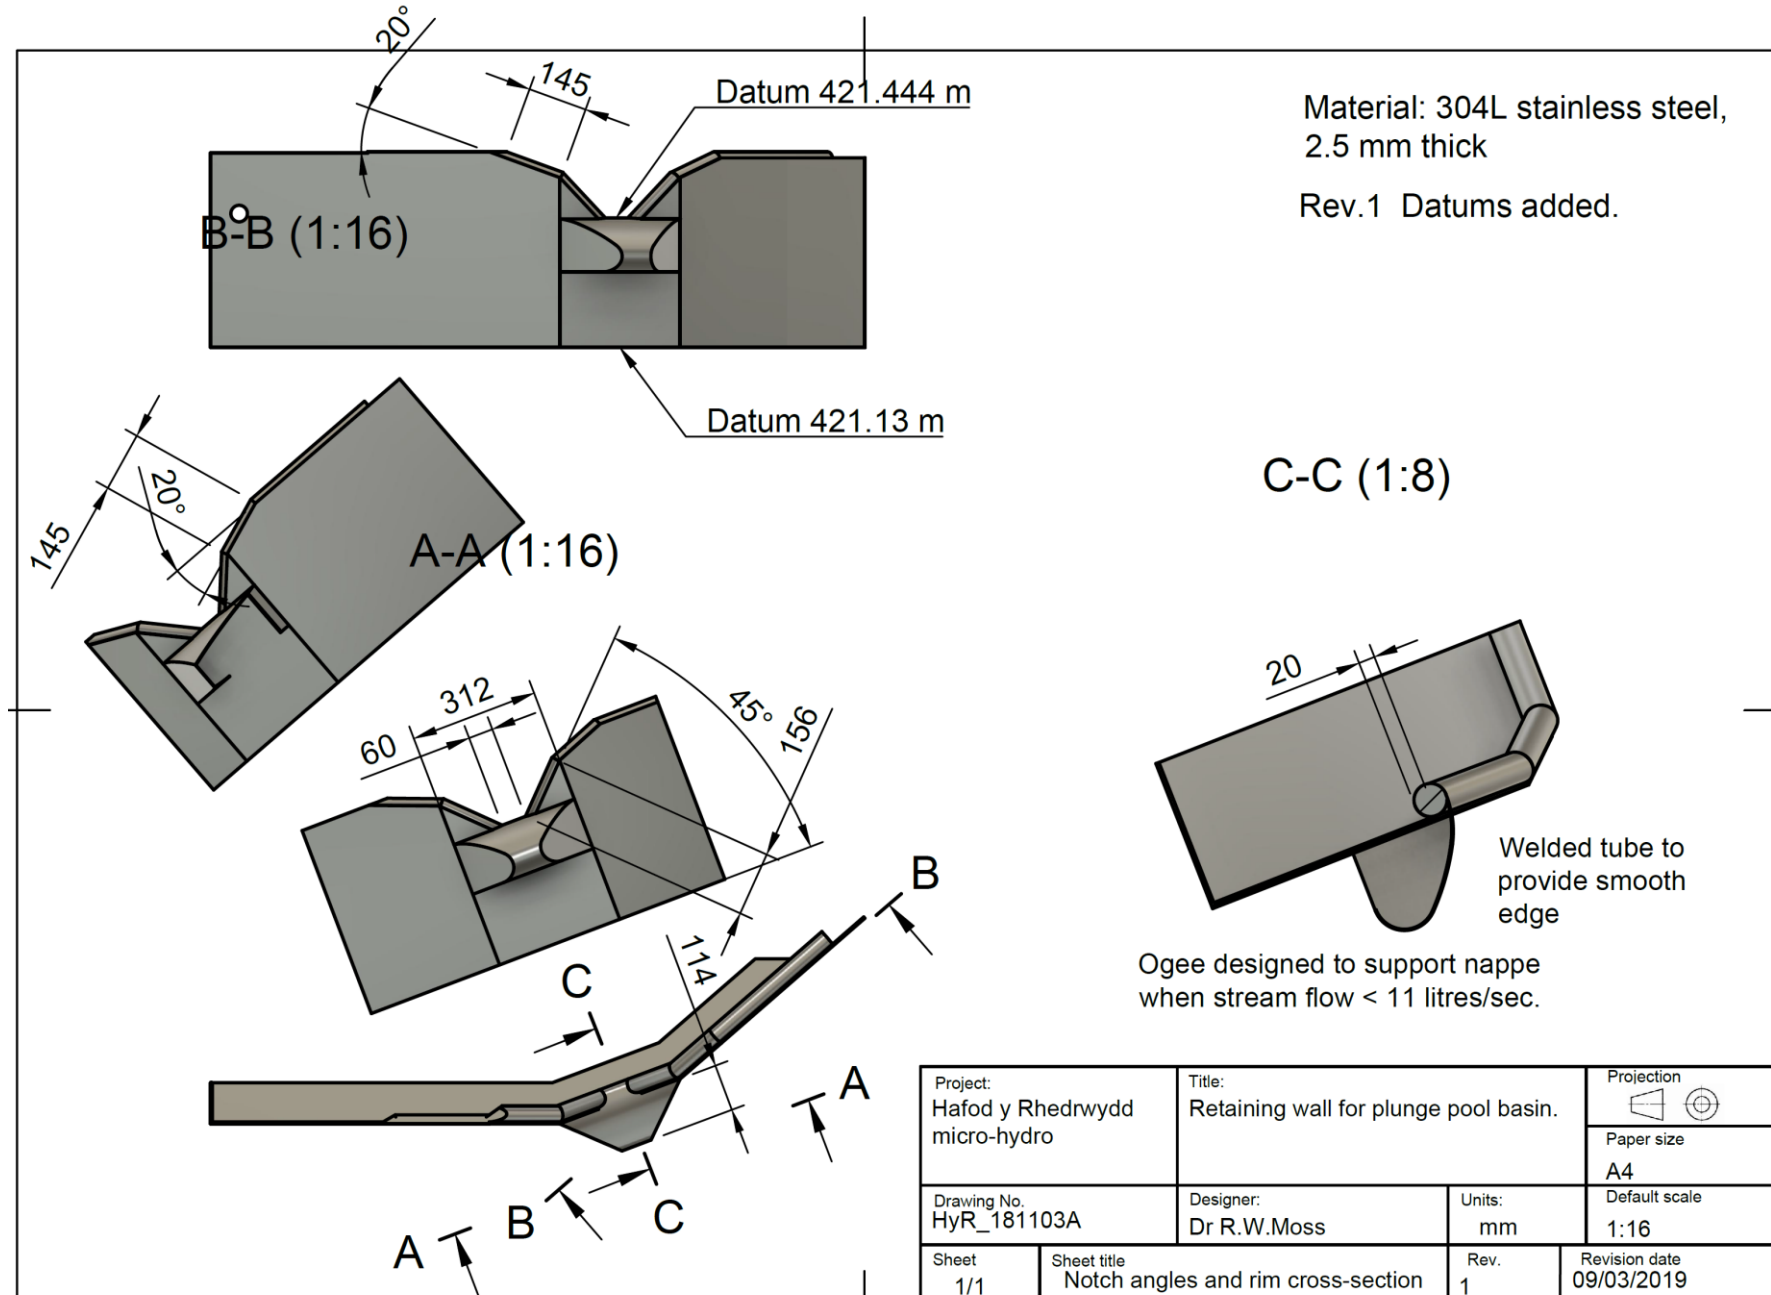 20°
145
Datum 421.444 m
Material: 304L stainless steel,
2.5 mm thick
Rev.1 Datums added.
B-B (1:16)
Datum 421.13 m
C-C (1:8)
20°
145
A-A (1:16)
312
60
45°
156
20
Welded tube to
provide smooth
edge
B
114
C
Ogee designed to support nappe
when stream flow < 11 litres/sec.
A
B
C
A
Project:
Hafod y Rhedrwydd
micro-hydro
Title:
Retaining wall for plunge pool basin.
Projection
Paper size
A4
Drawing No.
HyR_181103A
Designer:
Dr R.W.Moss
Units:
mm
Default scale
1:16
Sheet
1/1
Sheet title
Notch angles and rim cross-section
Rev.
1
Revision date
09/03/2019